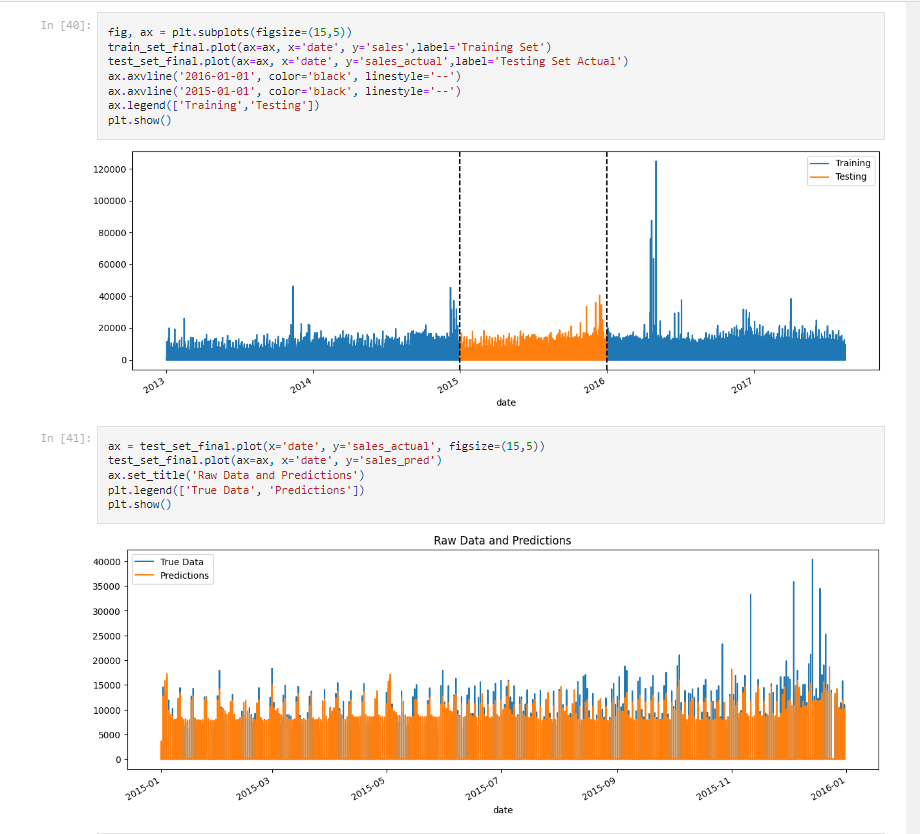 In [40]:
fig, ax = plt.subplots(figsize=(15,5))
train_set_final.plot(ax=ax, x='date', y='sales',label='Training Set')
test_set_final.plot(ax=ax, x='date', y='sales_actual',label='Testing Set Actual')
ax.axvline('2016-01-01', color='black', linestyle='--')
ax.axvline('2015-01-01', color='black', linestyle='--')
ax.legend(['Training','Testing'])
plt.show()
Training
Testing
120000
100000
80000
60000
40000
20000
0
2013
2014
2015
2016
2017
date
In [41]:
ax = test_set_final.plot(x='date', y='sales_actual', figsize=(15,5))
test_set_final.plot(ax=ax, x='date', y='sales_pred')
ax.set_title('Raw Data and Predictions')
plt.legend(['True Data', 'Predictions'])
plt.show()
Raw Data and Predictions
True Data
Predictions
40000
35000
30000
25000
20000
15000
10000
5000
0
2015-01
2015-03
2015-05
2015-07
2015-09
2015-11
2016-01
date